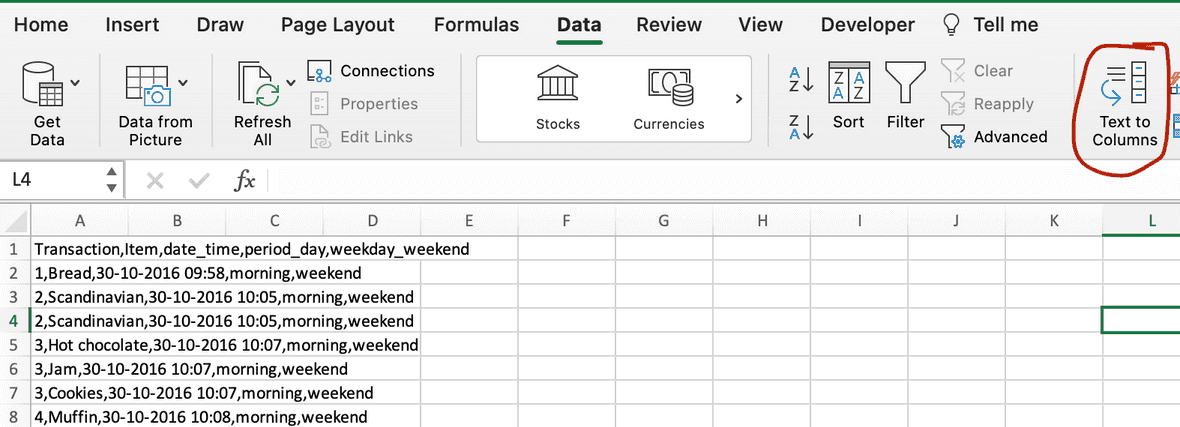 Home Insert Draw Page Layout Formulas Data Review View Developer Tell me
Get Data
Data from Picture
Refresh All
Connections
Properties
Edit Links
Stocks
Currencies
A Z
Z A
Z A A Z
Sort
Filter
Clear
Reapply
Advanced
Text to Columns
L4 fx
A B C D E F G H I J K L
1 Transaction,Item,date_time,period_day,weekday_weekend
2 1,Bread,30-10-2016 09:58,morning,weekend
3 2,Scandinavian,30-10-2016 10:05,morning,weekend
4 2,Scandinavian,30-10-2016 10:05,morning,weekend
5 3,Hot chocolate,30-10-2016 10:07,morning,weekend
6 3,Jam,30-10-2016 10:07,morning,weekend
7 3,Cookies,30-10-2016 10:07,morning,weekend
8 4,Muffin,30-10-2016 10:08,morning,weekend